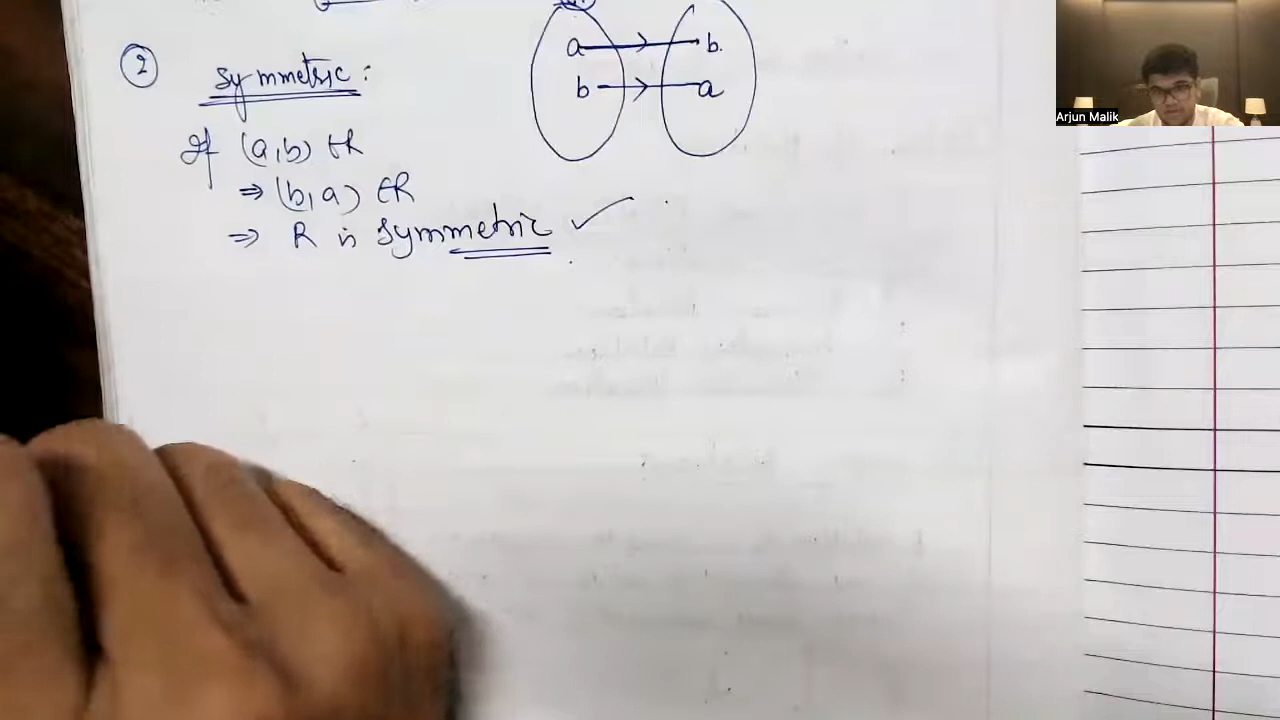 2
Symmetric :
If (a,b) ∈R
⇒ (b,a) ∈R
⇒ R is symmetric ✓
a b.
b a
Arjun Malik